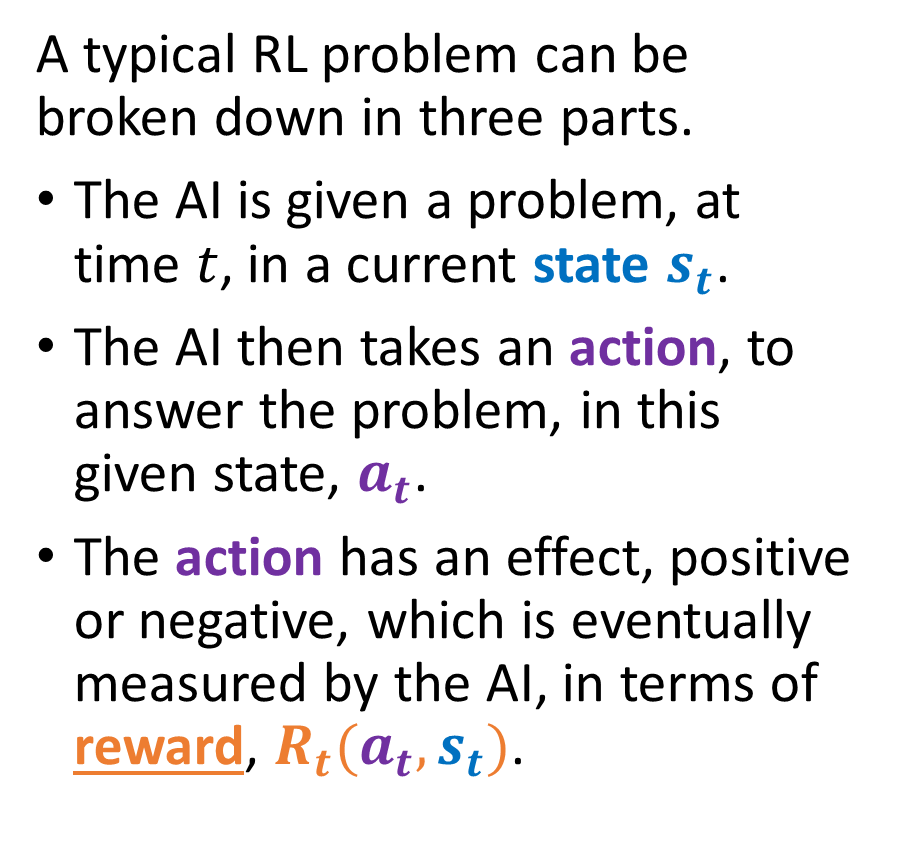 A typical RL problem can be
broken down in three parts.
• The AI is given a problem, at
time t, in a current state sₜ.
• The AI then takes an action, to
answer the problem, in this
given state, aₜ.
• The action has an effect, positive
or negative, which is eventually
measured by the AI, in terms of
reward, Rₜ(aₜ, sₜ).